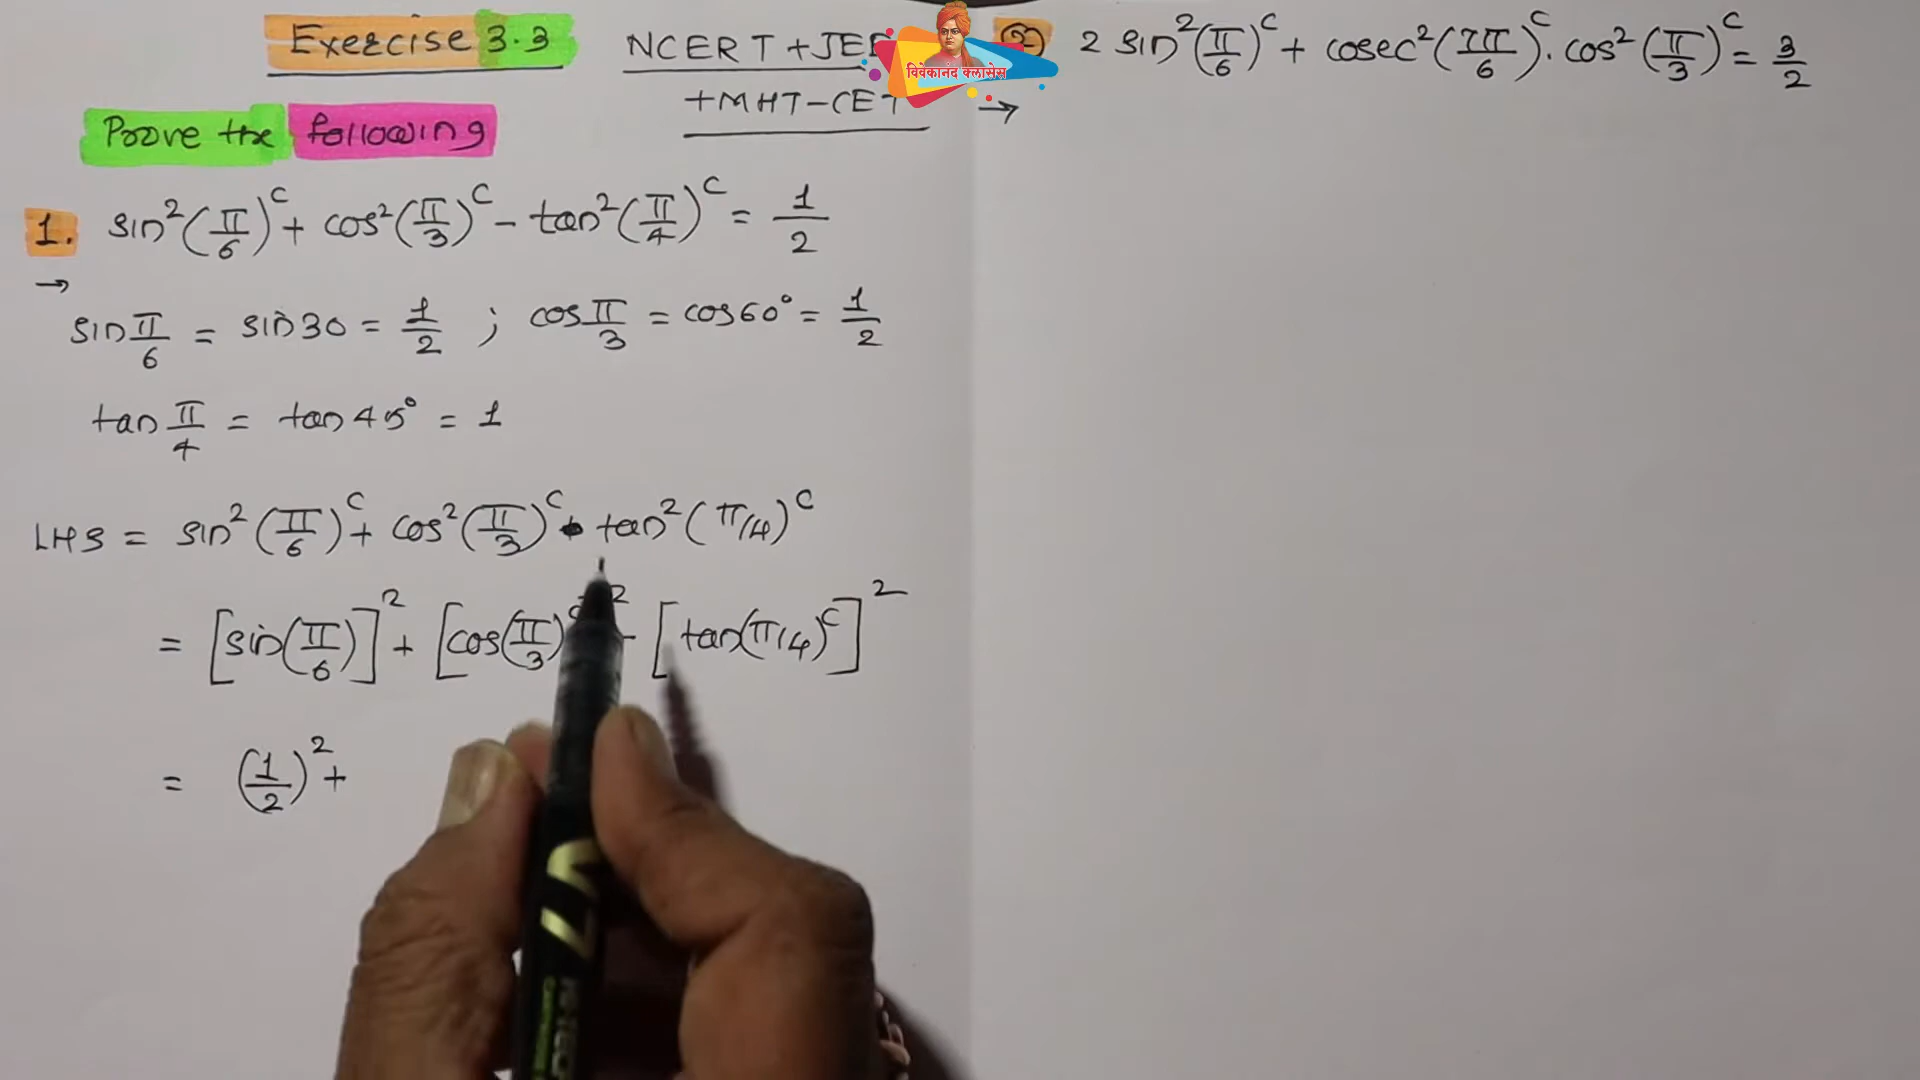 Exercise 3.3
NCERT + JEE
+ MHT-CET
विवेकानंद क्लासेस
Prove the following
1. sin²(π/6)ᶜ + cos²(π/3)ᶜ - tan²(π/4)ᶜ = 1/2
→
sin π/6 = sin 30 = 1/2 ; cos π/3 = cos 60° = 1/2
tan π/4 = tan 45° = 1
LHS = sin²(π/6)ᶜ + cos²(π/3)ᶜ - tan²(π/4)ᶜ
= [sin(π/6)]² + [cos(π/3)ᶜ]² - [tan(π/4)ᶜ]²
= (1/2)² +
2) 2 sin²(π/6)ᶜ + cosec²(7π/6)ᶜ . cos²(π/3)ᶜ = 3/2
→